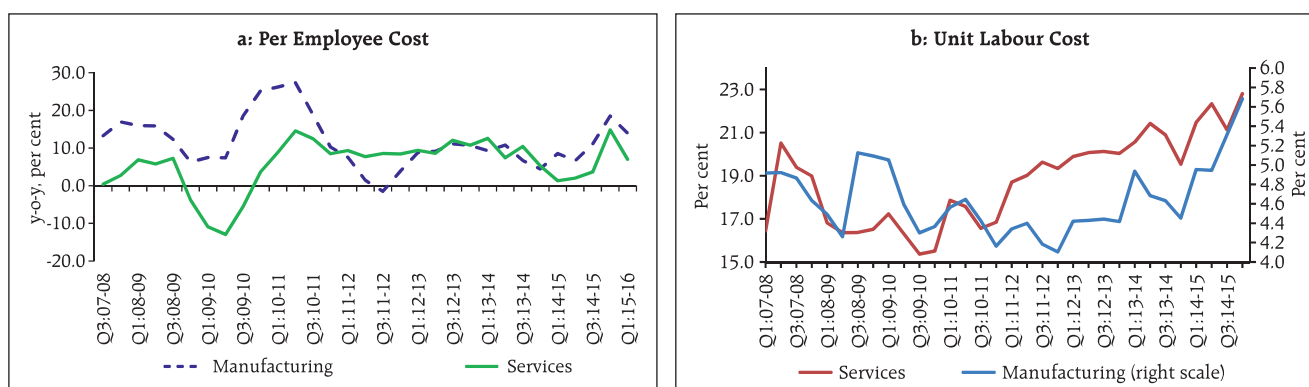 a: Per Employee Cost
y-o-y, per cent
30.0
20.0
10.0
0.0
-10.0
-20.0
Q3:07-08
Q1:08-09
Q3:08-09
Q1:09-10
Q3:09-10
Q1:10-11
Q3:10-11
Q1:11-12
Q3:11-12
Q1:12-13
Q3:12-13
Q1:13-14
Q3:13-14
Q1:14-15
Q3:14-15
Q1:15-16
Manufacturing
Services
b: Unit Labour Cost
Per cent
23.0
21.0
19.0
17.0
15.0
6.0
5.8
5.6
5.4
5.2
5.0
4.8
4.6
4.4
4.2
4.0
Per cent
Q1:07-08
Q3:07-08
Q1:08-09
Q3:08-09
Q1:09-10
Q3:09-10
Q1:10-11
Q3:10-11
Q1:11-12
Q3:11-12
Q1:12-13
Q3:12-13
Q1:13-14
Q3:13-14
Q1:14-15
Q3:14-15
Services
Manufacturing (right scale)